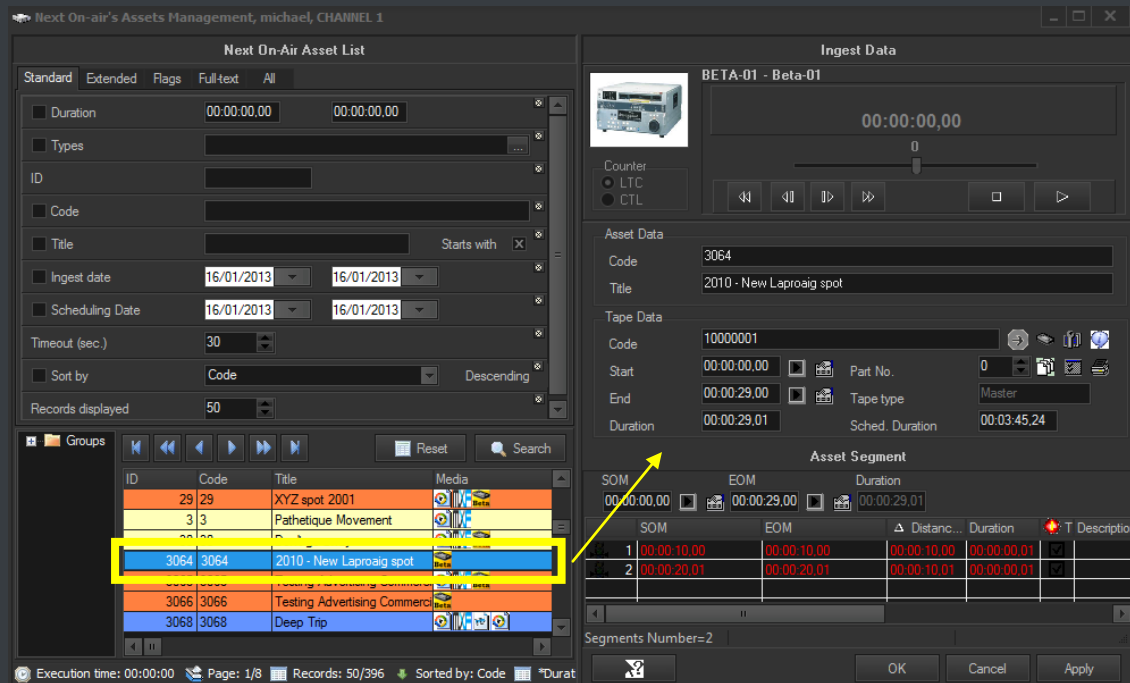 Next On-air's Assets Management, michael, CHANNEL 1
Next On-Air Asset List
Standard Extended Flags Full-text All
Duration 00:00:00,00 00:00:00,00
Types ...
ID
Code
Title Starts with X
Ingest date 16/01/2013 16/01/2013
Scheduling Date 16/01/2013 16/01/2013
Timeout (sec.) 30
Sort by Code Descending
Records displayed 50
Groups
Reset Search
ID Code Title Media
29 29 XYZ spot 2001 Beta
3 3 Pathetique Movement
3064 3064 2010 - New Laproaig spot Beta
Testing Advertising Commerci
3066 3066 Testing Advertising Commerci Beta
3068 3068 Deep Trip
Execution time: 00:00:00 Page: 1/8 Records: 50/396 Sorted by: Code *Durat
Ingest Data
BETA-01 - Beta-01
00:00:00,00
0
Counter
LTC
CTL
Asset Data
Code 3064
Title 2010 - New Laproaig spot
Tape Data
Code 10000001
Start 00:00:00,00 Part No. 0
End 00:00:29,00 Tape type Master
Duration 00:00:29,01 Sched. Duration 00:03:45,24
Asset Segment
SOM EOM Duration
00:00:00,00 00:00:29,00 00:00:29,01
SOM EOM Distanc... Duration T Descriptio
1 00:00:10,00 00:00:10,00 00:00:10,00 00:00:00,01
2 00:00:20,01 00:00:20,01 00:00:10,01 00:00:00,01
Segments Number=2
OK Cancel Apply